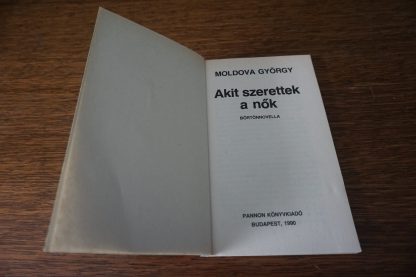 MOLDOVA GYÖRGY
Akit szerettek
a nők
BÖRTÖNNOVELLA
PANNON KÖNYVKIADÓ
BUDAPEST, 1990